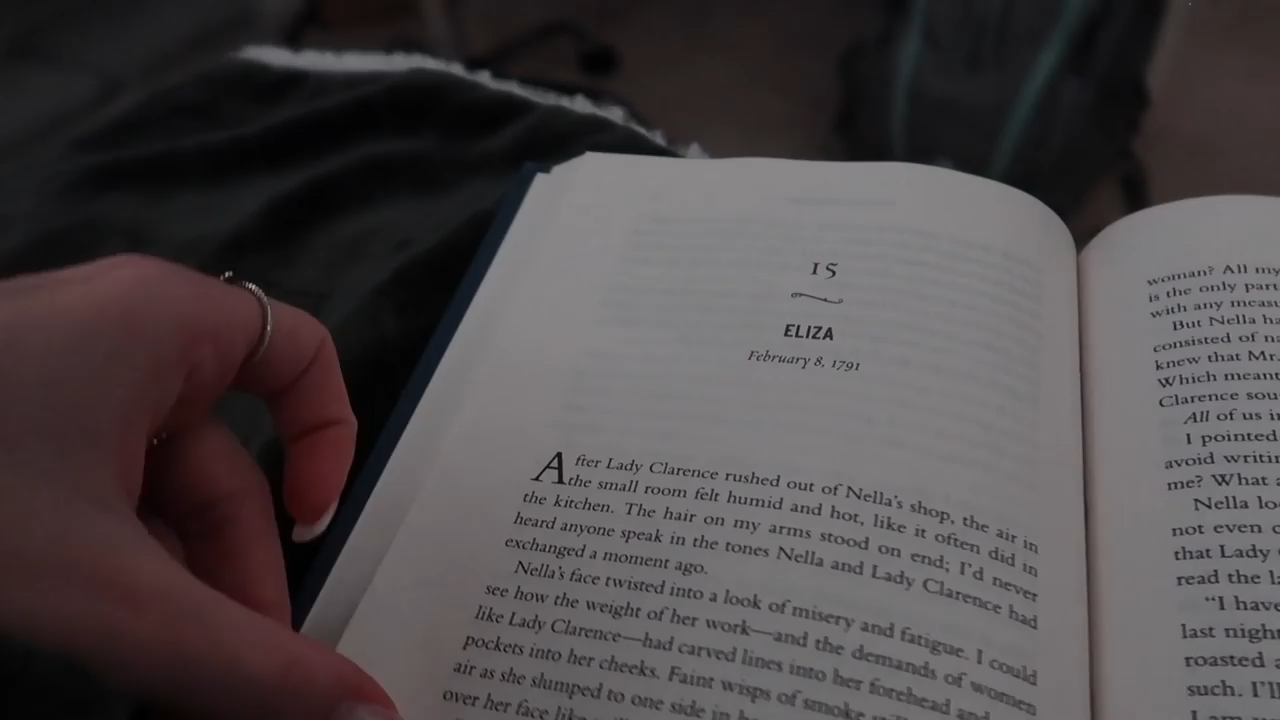 15
ELIZA
February 8, 1791
After Lady Clarence rushed out of Nella's shop, the air in
the small room felt humid and hot, like it often did in
the kitchen. The hair on my arms stood on end; I'd never
heard anyone speak in the tones Nella and Lady Clarence had
exchanged a moment ago.
Nella's face twisted into a look of misery and fatigue. I could
see how the weight of her work—and the demands of women
like Lady Clarence—had carved lines into her forehead and
pockets into her cheeks. Faint wisps of smoke
air as she slumped to one side in
over her face like
woman? All my
is the only part
with any
But Nella
consisted of
knew that Mr.
Which meant
Clarence
All of us
I pointed
avoid
me? What
Nella
not even
that Lady
read the
"I have
last night
roasted
such. I'll
I am